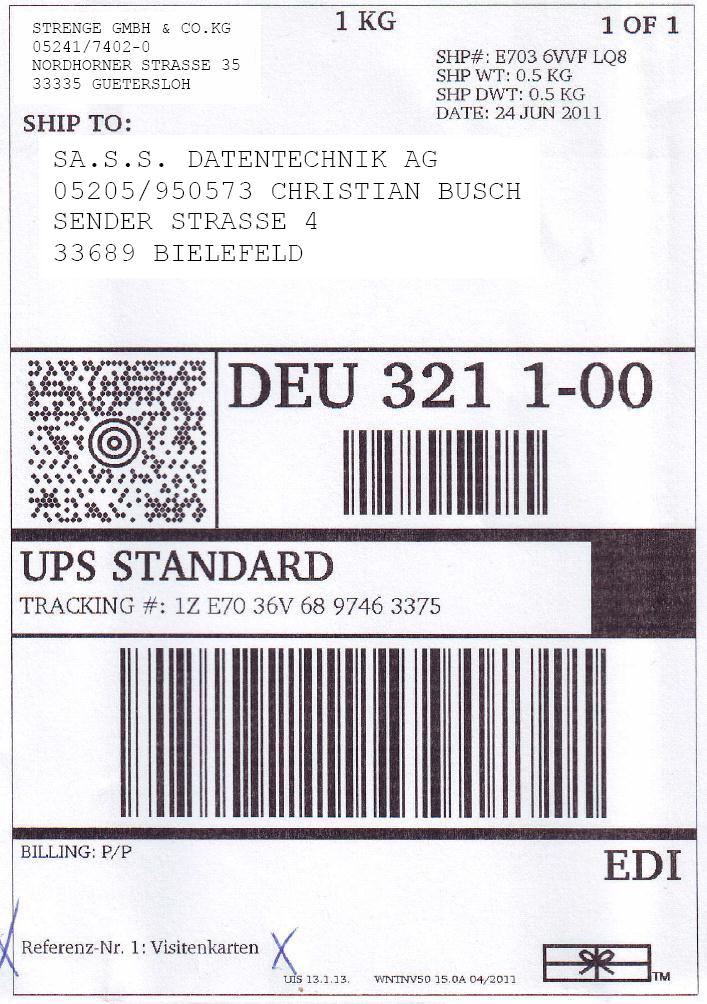 STRENGE GMBH & CO.KG
05241/7402-0
NORDHORNER STRASSE 35
33335 GUETERSLOH
1 KG
1 OF 1
SHP#: E703 6VVF LQ8
SHP WT: 0.5 KG
SHP DWT: 0.5 KG
DATE: 24 JUN 2011
SHIP TO:
SA.S.S. DATENTECHNIK AG
05205/950573 CHRISTIAN BUSCH
SENDER STRASSE 4
33689 BIELEFELD
DEU 321 1-00
UPS STANDARD
TRACKING #: 1Z E70 36V 68 9746 3375
BILLING: P/P
EDI
Referenz-Nr. 1: Visitenkarten
UIS 13.1.13. WNTNV50 15.0A 04/2011
TM